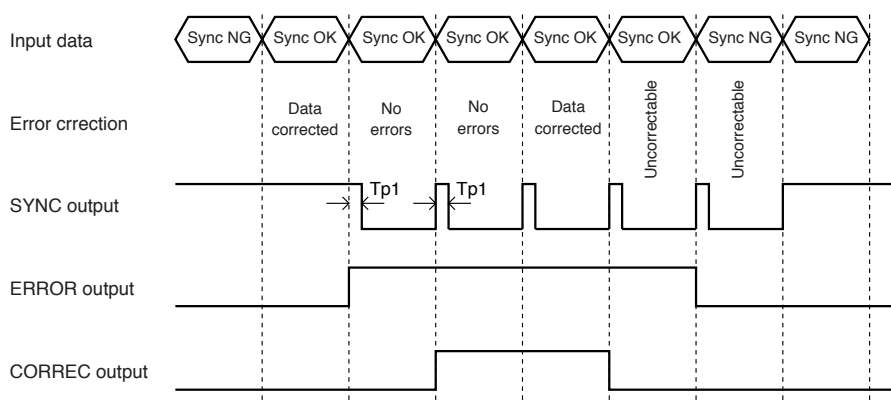 Input data
Sync NG Sync OK Sync OK Sync OK Sync OK Sync OK Sync NG Sync NG
Error crrection
Data
corrected
No
errors
No
errors
Data
corrected
Uncorrectable
Uncorrectable
SYNC output
Tp1
Tp1
ERROR output
CORREC output